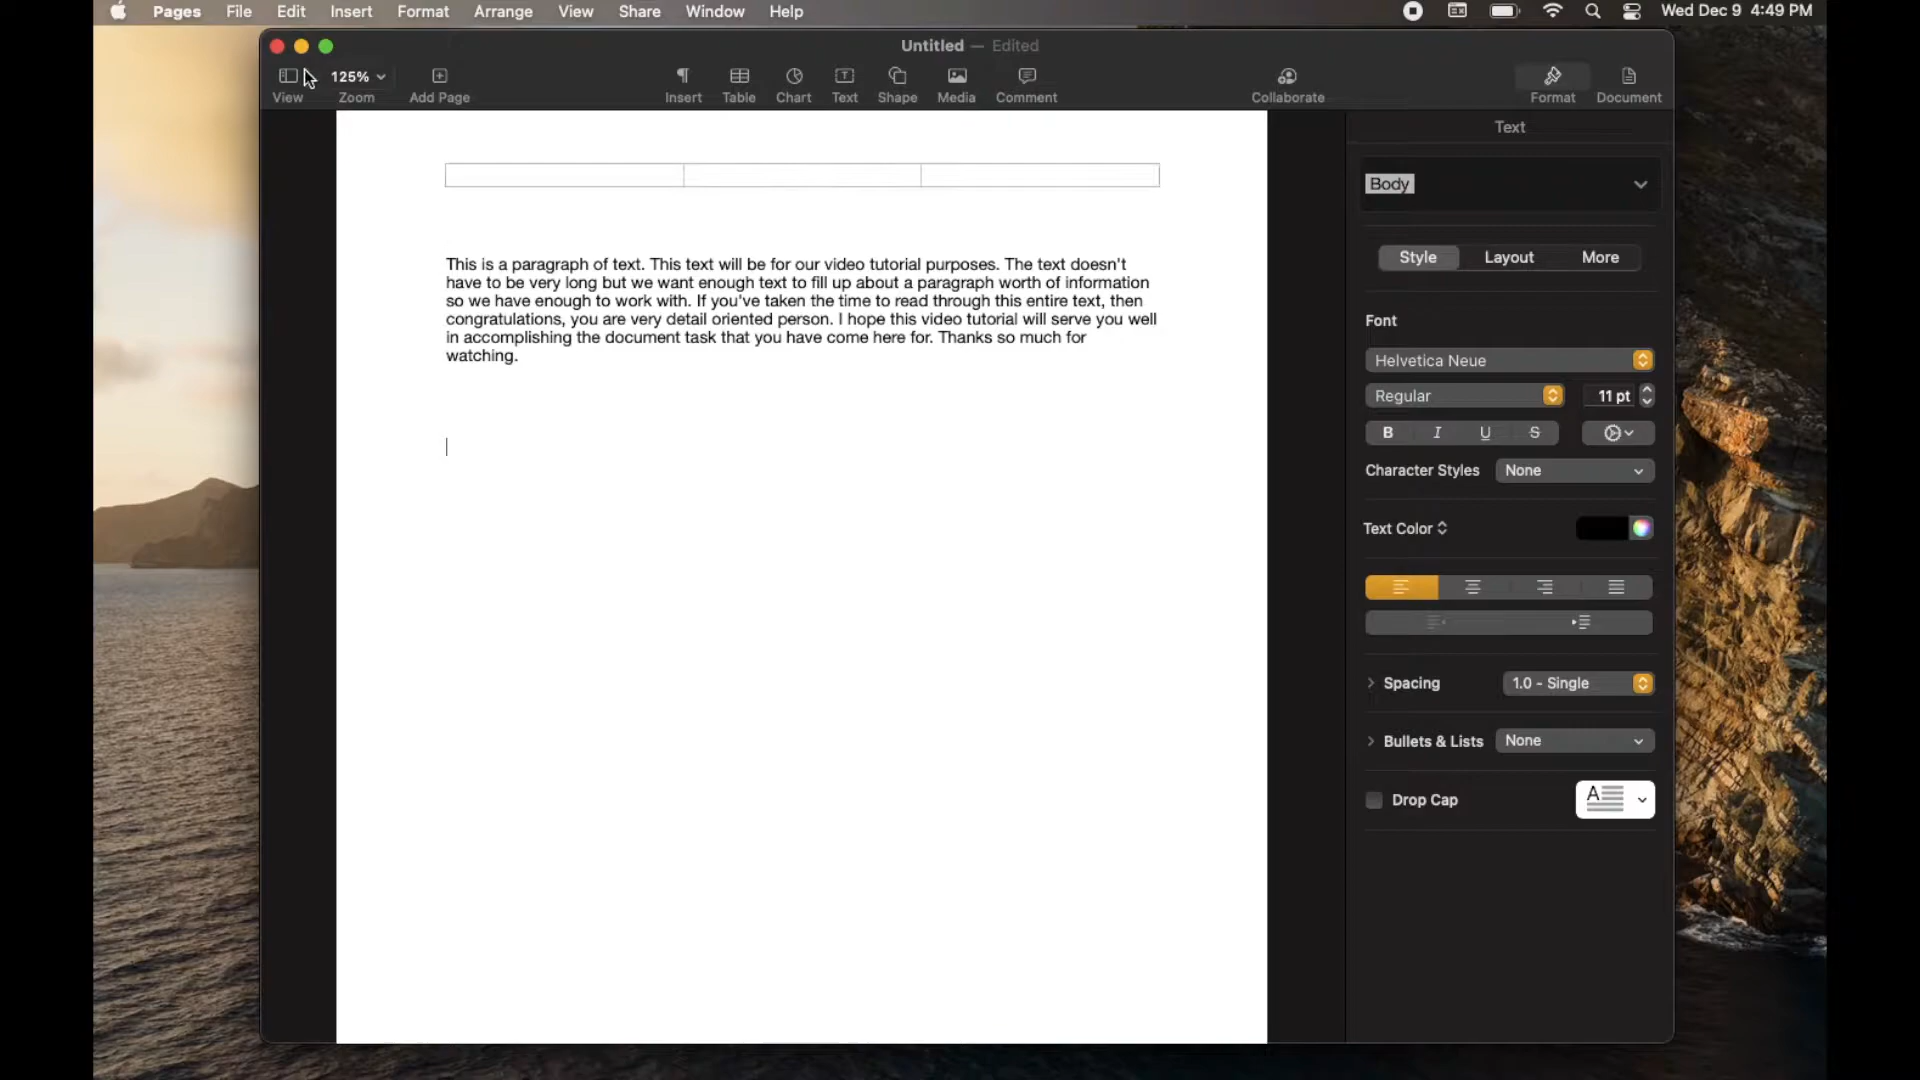 Pages File Edit Insert Format Arrange View Share Window Help Wed Dec 9 4:49 PM
Untitled — Edited
125%
View Zoom Add Page Insert Table Chart Text Shape Media Comment Collaborate Format Document
This is a paragraph of text. This text will be for our video tutorial purposes. The text doesn't
have to be very long but we want enough text to fill up about a paragraph worth of information
so we have enough to work with. If you've taken the time to read through this entire text, then
congratulations, you are very detail oriented person. I hope this video tutorial will serve you well
in accomplishing the document task that you have come here for. Thanks so much for
watching.
Text
Body
Style Layout More
Font
Helvetica Neue
Regular 11 pt
B I U S
Character Styles None
Text Color
Spacing 1.0 - Single
Bullets & Lists None
Drop Cap A